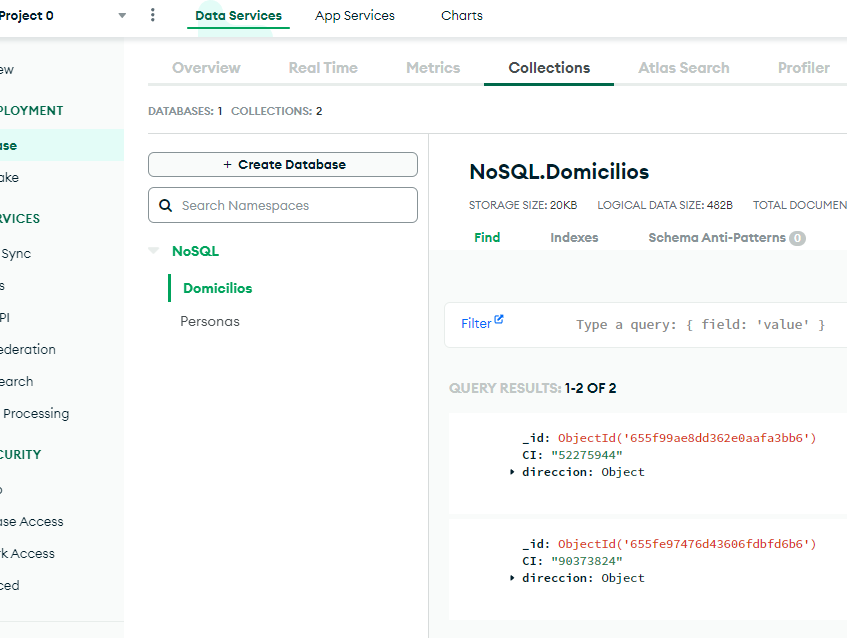 Project 0
Data Services App Services Charts
ew
PLOYMENT
ase
ake
RVICES
Sync
s
PI
ederation
earch
Processing
CURITY
o
ase Access
rk Access
ced
Overview Real Time Metrics Collections Atlas Search Profiler
DATABASES: 1 COLLECTIONS: 2
+ Create Database
Search Namespaces
NoSQL
Domicilios
Personas
NoSQL.Domicilios
STORAGE SIZE: 20KB LOGICAL DATA SIZE: 482B TOTAL DOCUMEN
Find Indexes Schema Anti-Patterns 0
Filter Type a query: { field: 'value' }
QUERY RESULTS: 1-2 OF 2
_id: ObjectId('655f99ae8dd362e0aafa3bb6')
CI: "52275944"
direccion: Object
_id: ObjectId('655fe97476d43606fdbfd6b6')
CI: "90373824"
direccion: Object